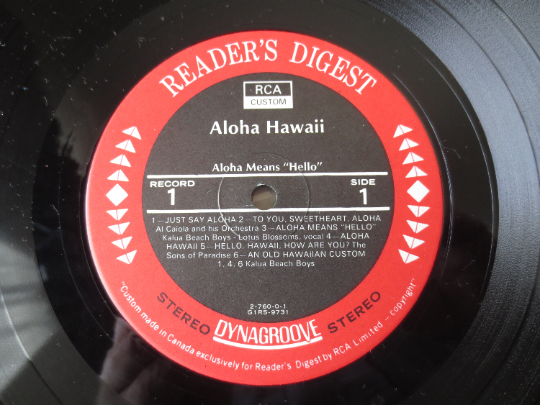 READER'S DIGEST
RCA
CUSTOM
Aloha Hawaii
Aloha Means "Hello"
RECORD
1
SIDE
1
1—JUST SAY ALOHA 2—TO YOU, SWEETHEART, ALOHA
Al Caiola and his Orchestra 3—ALOHA MEANS "HELLO"
Kalua Beach Boys - Lotus Blossoms, vocal 4—ALOHA
HAWAII 5—HELLO, HAWAII, HOW ARE YOU? The
Sons of Paradise 6—AN OLD HAWAIIAN CUSTOM
1, 4, 6 Kalua Beach Boys
2-760-0-1
G1RS-9731
STEREO DYNAGROOVE STEREO
"Custom made in Canada exclusively for Reader's Digest by RCA Limited — copyright"